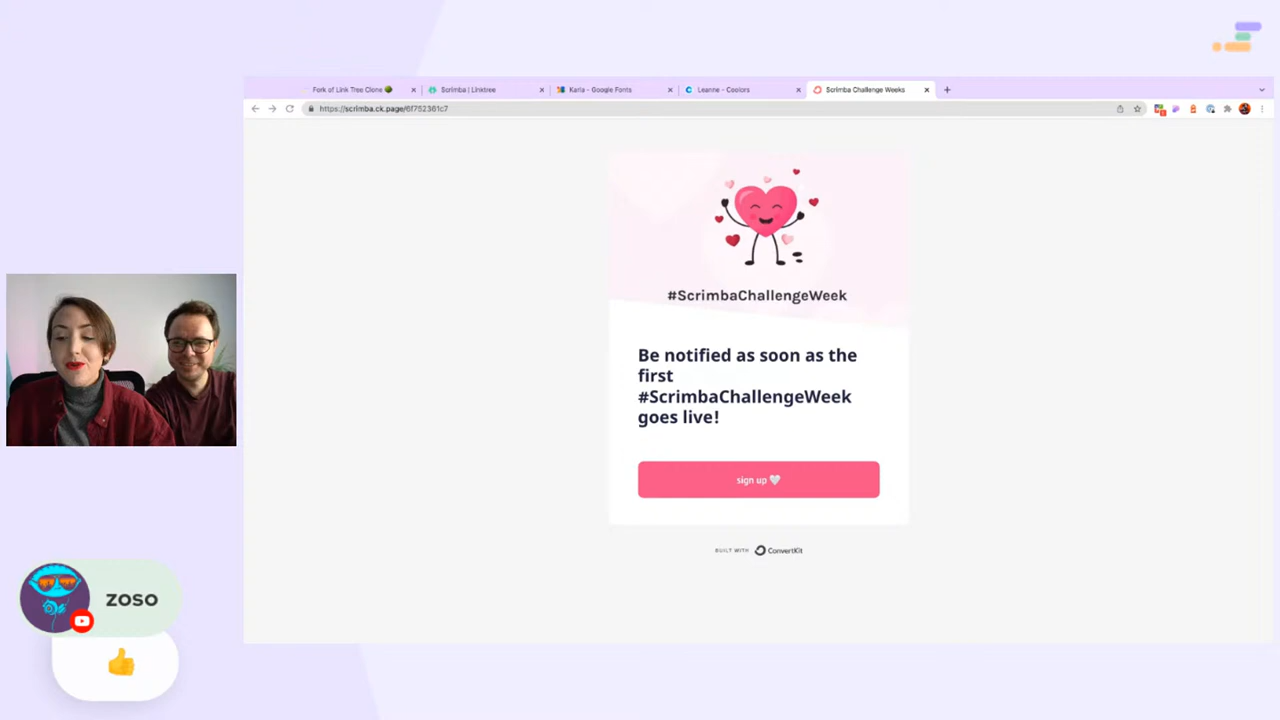 Fork of Link Tree Clone
Scrimba | Linktree
Karla - Google Fonts
Leanne - Coolors
Scrimba Challenge Weeks
https://scrimba.ck.page/6f752361c7
#ScrimbaChallengeWeek
Be notified as soon as the
first
#ScrimbaChallengeWeek
goes live!
sign up 🤍
BUILT WITH ConvertKit
zoso
👍